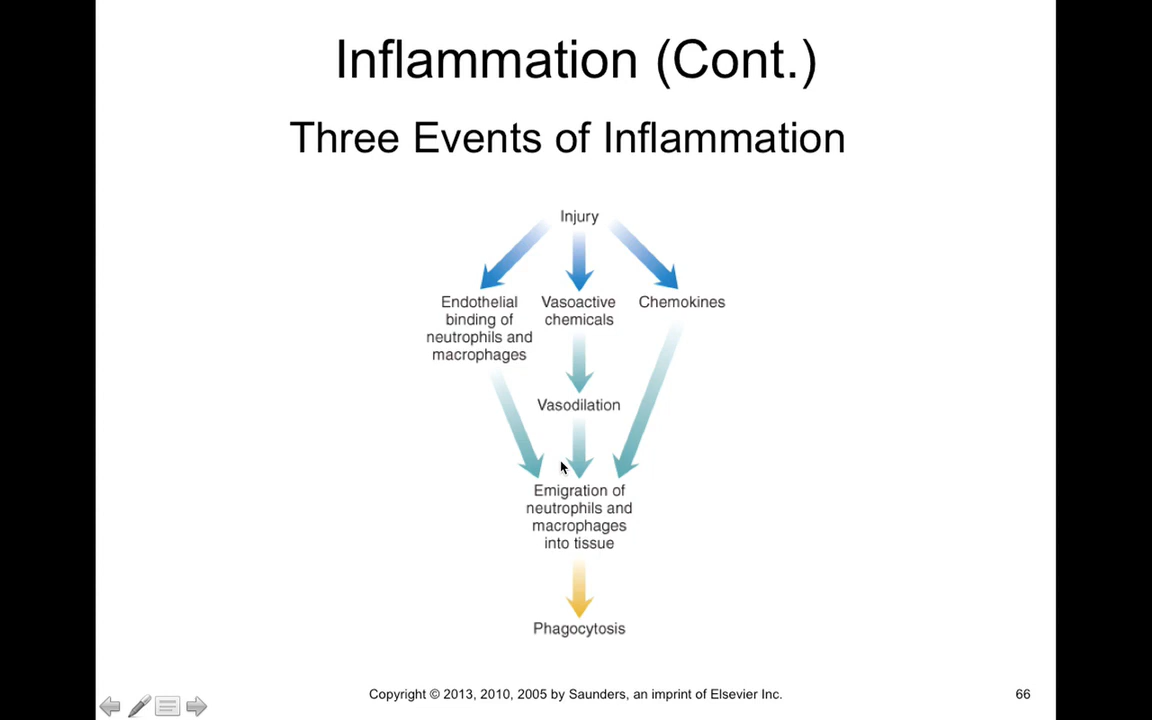 Inflammation (Cont.)
Three Events of Inflammation
Injury
Endothelial
binding of
neutrophils and
macrophages
Vasoactive
chemicals
Chemokines
Vasodilation
Emigration of
neutrophils and
macrophages
into tissue
Phagocytosis
Copyright © 2013, 2010, 2005 by Saunders, an imprint of Elsevier Inc.
66